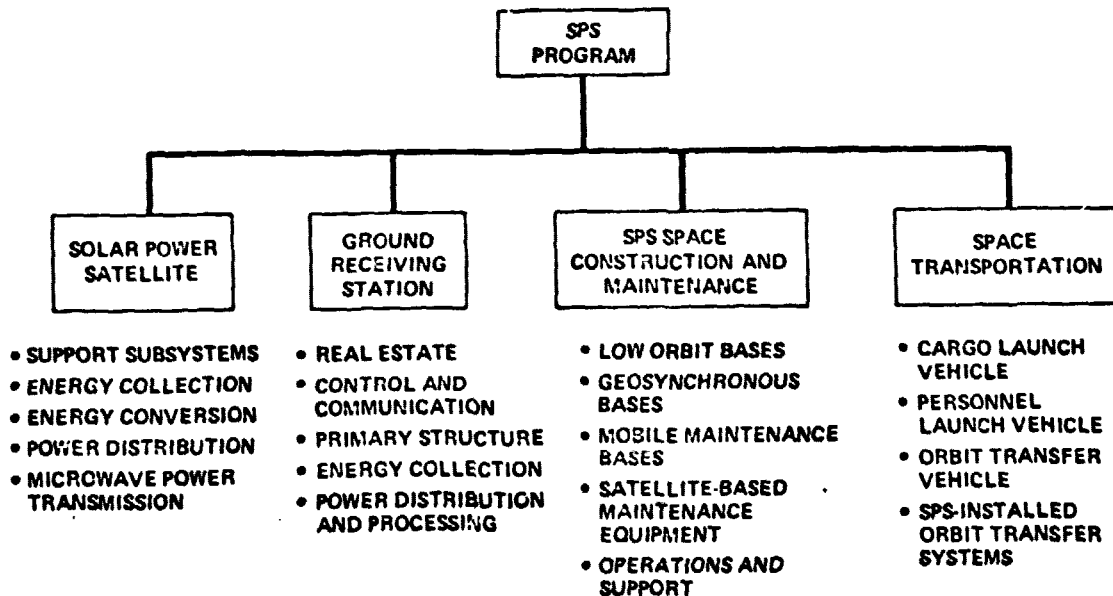 SPS
PROGRAM
SOLAR POWER
SATELLITE
GROUND
RECEIVING
STATION
SPS SPACE
CONSTRUCTION AND
MAINTENANCE
SPACE
TRANSPORTATION
• SUPPORT SUBSYSTEMS
• ENERGY COLLECTION
• ENERGY CONVERSION
• POWER DISTRIBUTION
• MICROWAVE POWER
TRANSMISSION
• REAL ESTATE
• CONTROL AND
COMMUNICATION
• PRIMARY STRUCTURE
• ENERGY COLLECTION
• POWER DISTRIBUTION
AND PROCESSING
• LOW ORBIT BASES
• GEOSYNCHRONOUS
BASES
• MOBILE MAINTENANCE
BASES
• SATELLITE-BASED
MAINTENANCE
EQUIPMENT
• OPERATIONS AND
SUPPORT
• CARGO LAUNCH
VEHICLE
• PERSONNEL
LAUNCH VEHICLE
• ORBIT TRANSFER
VEHICLE
• SPS-INSTALLED
ORBIT TRANSFER
SYSTEMS